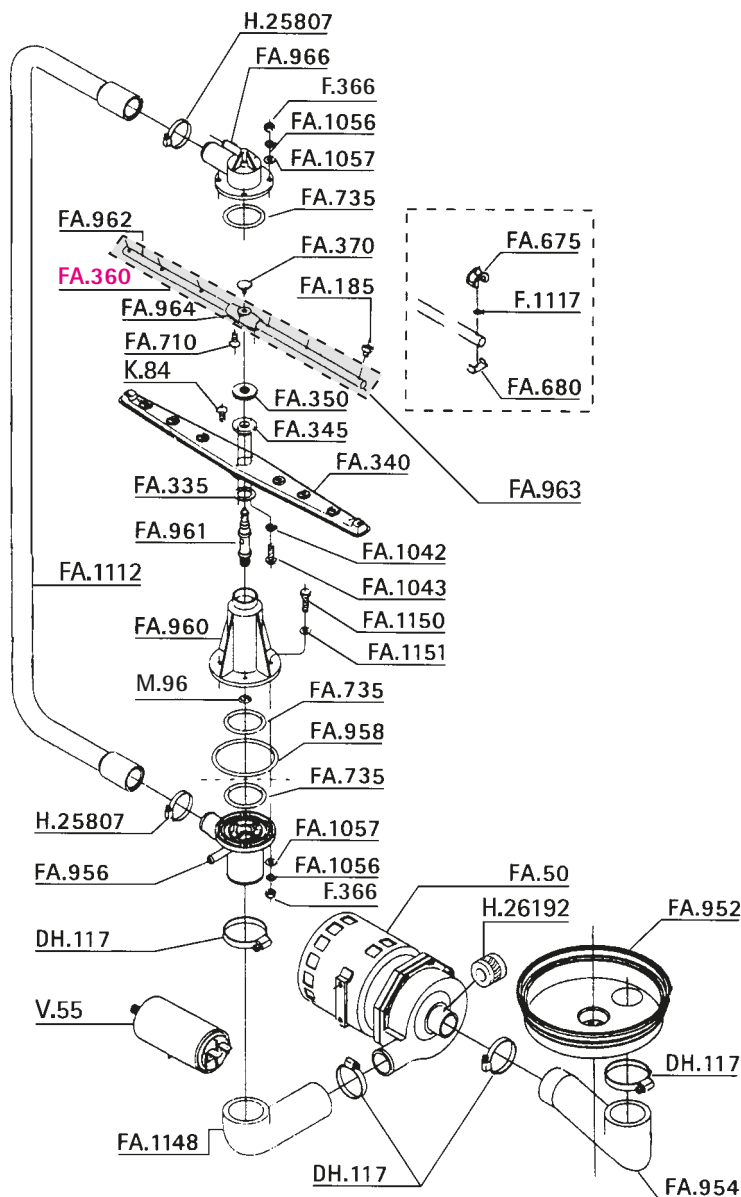 H.25807
FA.966
F.366
FA.1056
FA.1057
FA.735
FA.962
FA.370
FA.675
FA.360
FA.185
F.1117
FA.964
FA.710
K.84
FA.680
FA.350
FA.345
FA.340
FA.335
FA.963
FA.961
FA.1042
FA.1112
FA.1043
FA.1150
FA.960
FA.1151
M.96
FA.735
FA.958
FA.735
H.25807
FA.1057
FA.956
FA.1056
FA.50
F.366
H.26192
FA.952
DH.117
V.55
DH.117
FA.1148
DH.117
FA.954